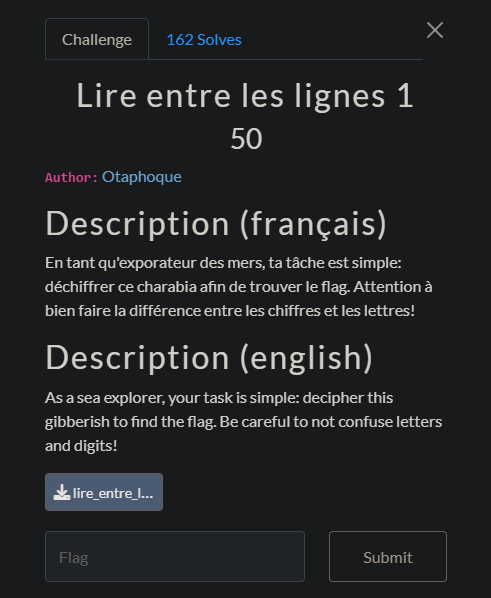 Challenge
162 Solves
Lire entre les lignes 1
50
Author: Otaphoque
Description (français)
En tant qu'exporateur des mers, ta tâche est simple:
déchiffrer ce charabia afin de trouver le flag. Attention à
bien faire la différence entre les chiffres et les lettres!
Description (english)
As a sea explorer, your task is simple: decipher this
gibberish to find the flag. Be careful to not confuse letters
and digits!
lire_entre_l...
Flag
Submit